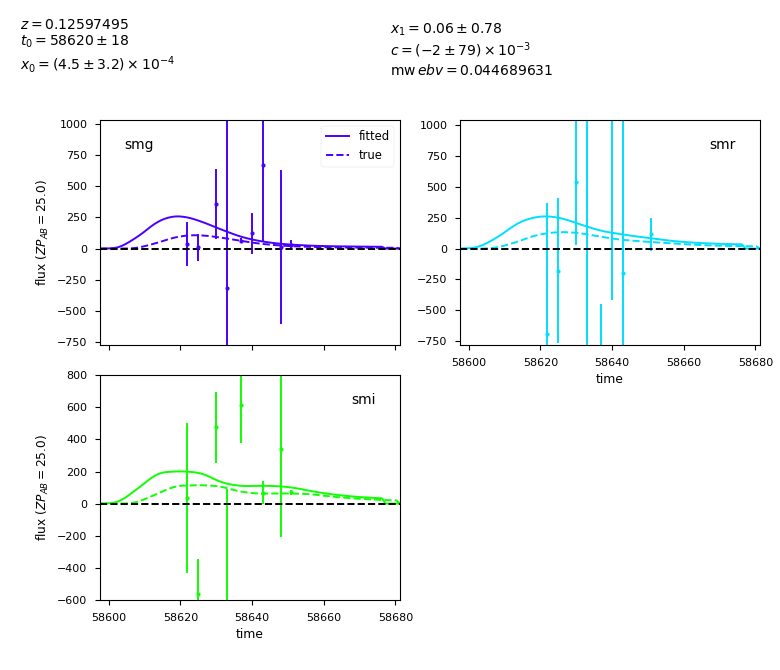 z = 0.12597495
t₀ = 58620 ± 18
x₀ = (4.5 ± 3.2) × 10⁻⁴
x₁ = 0.06 ± 0.78
c = (−2 ± 79) × 10⁻³
mw ebv = 0.044689631
smg
fitted
true
1000
750
500
250
0
−250
−500
−750
flux (ZP_AB = 25.0)
smr
1000
750
500
250
0
−250
−500
−750
58600 58620 58640 58660 58680
time
smi
800
600
400
200
0
−200
−400
−600
flux (ZP_AB = 25.0)
58600 58620 58640 58660 58680
time